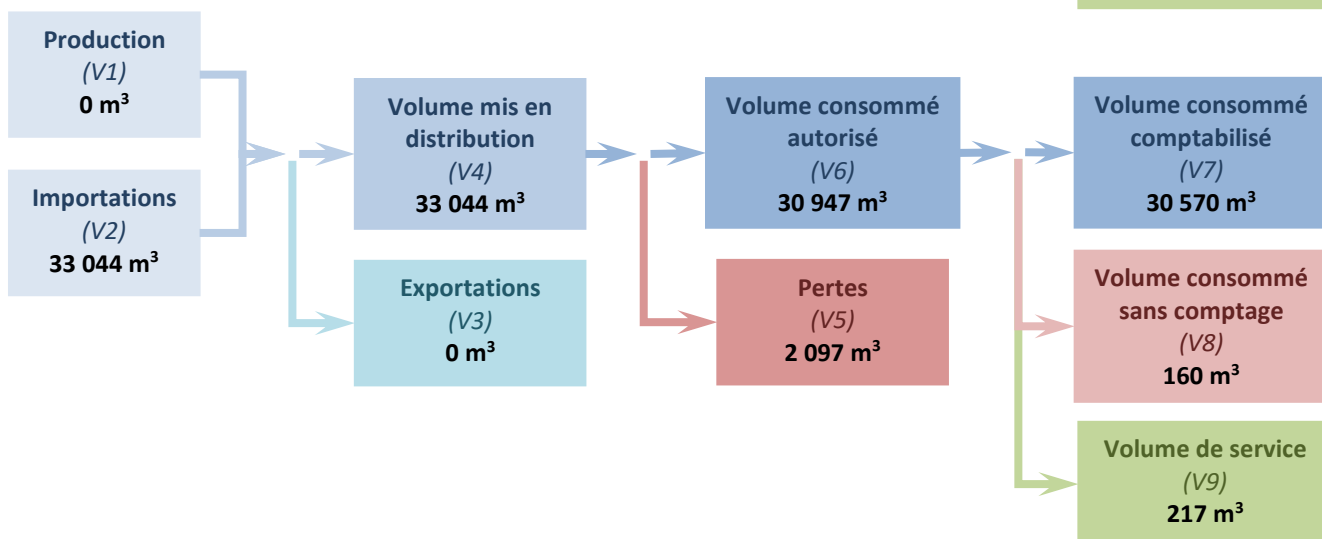 Production
(V1)
0 m³
Importations
(V2)
33 044 m³
Volume mis en
distribution
(V4)
33 044 m³
Exportations
(V3)
0 m³
Volume consommé
autorisé
(V6)
30 947 m³
Pertes
(V5)
2 097 m³
Volume consommé
comptabilisé
(V7)
30 570 m³
Volume consommé
sans comptage
(V8)
160 m³
Volume de service
(V9)
217 m³